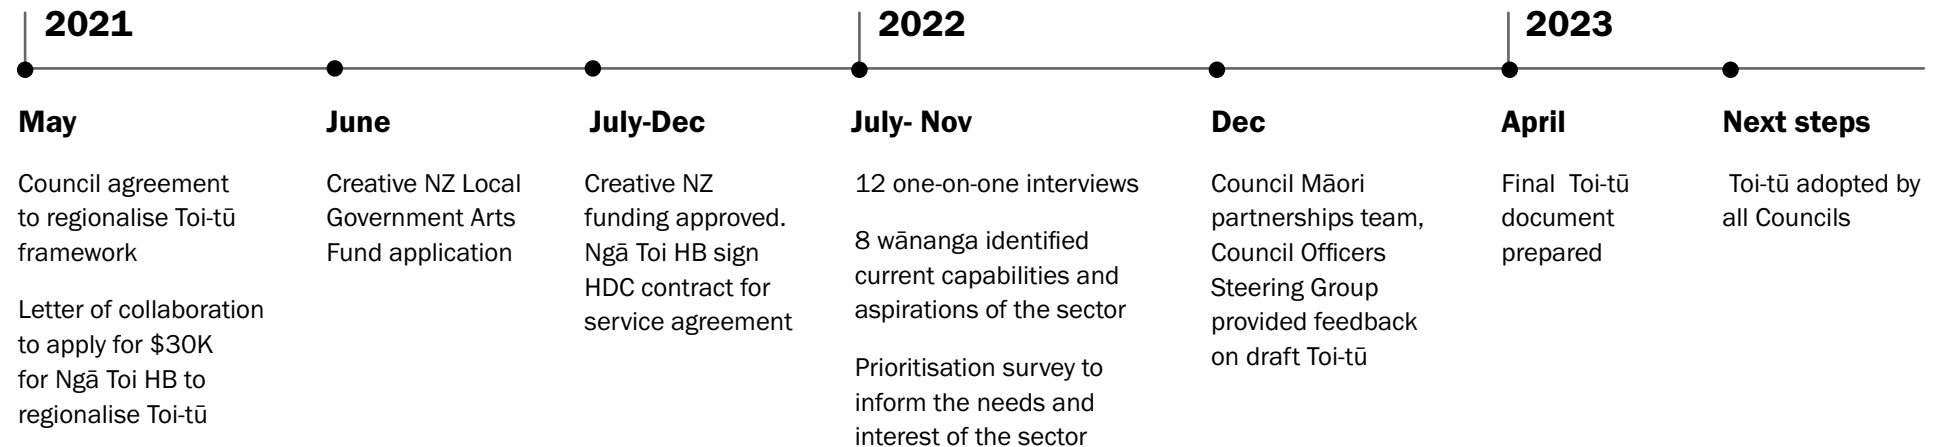 2021
2022
2023
May
Council agreement
to regionalise Toi-tū
framework
Letter of collaboration
to apply for $30K
for Ngā Toi HB to
regionalise Toi-tū
June
Creative NZ Local
Government Arts
Fund application
July-Dec
Creative NZ
funding approved.
Ngā Toi HB sign
HDC contract for
service agreement
July- Nov
12 one-on-one interviews
8 wānanga identified
current capabilities and
aspirations of the sector
Prioritisation survey to
inform the needs and
interest of the sector
Dec
Council Māori
partnerships team,
Council Officers
Steering Group
provided feedback
on draft Toi-tū
April
Final  Toi-tū
document
prepared
Next steps
Toi-tū adopted by
all Councils